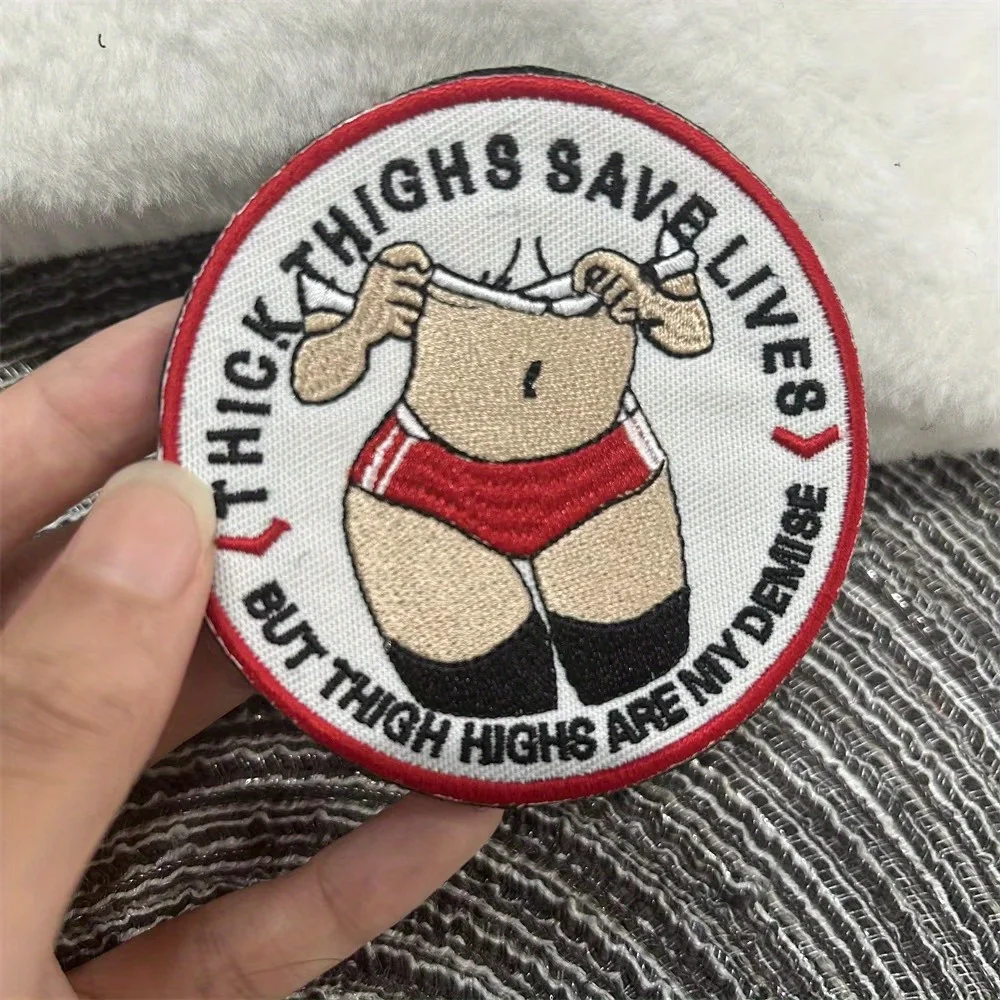 THICK THIGHS SAVE LIVES
BUT THIGH HIGHS ARE MY DEMISE